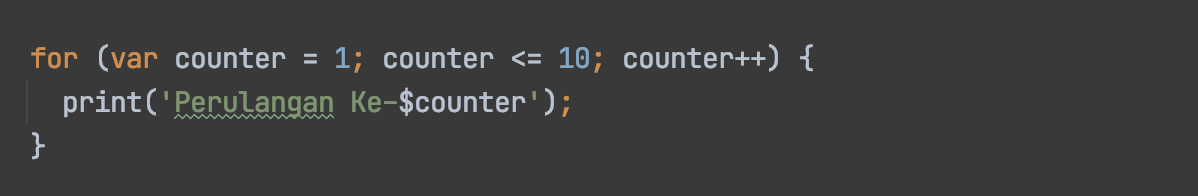 for (var counter = 1; counter <= 10; counter++) {
  print('Perulangan Ke-$counter');
}